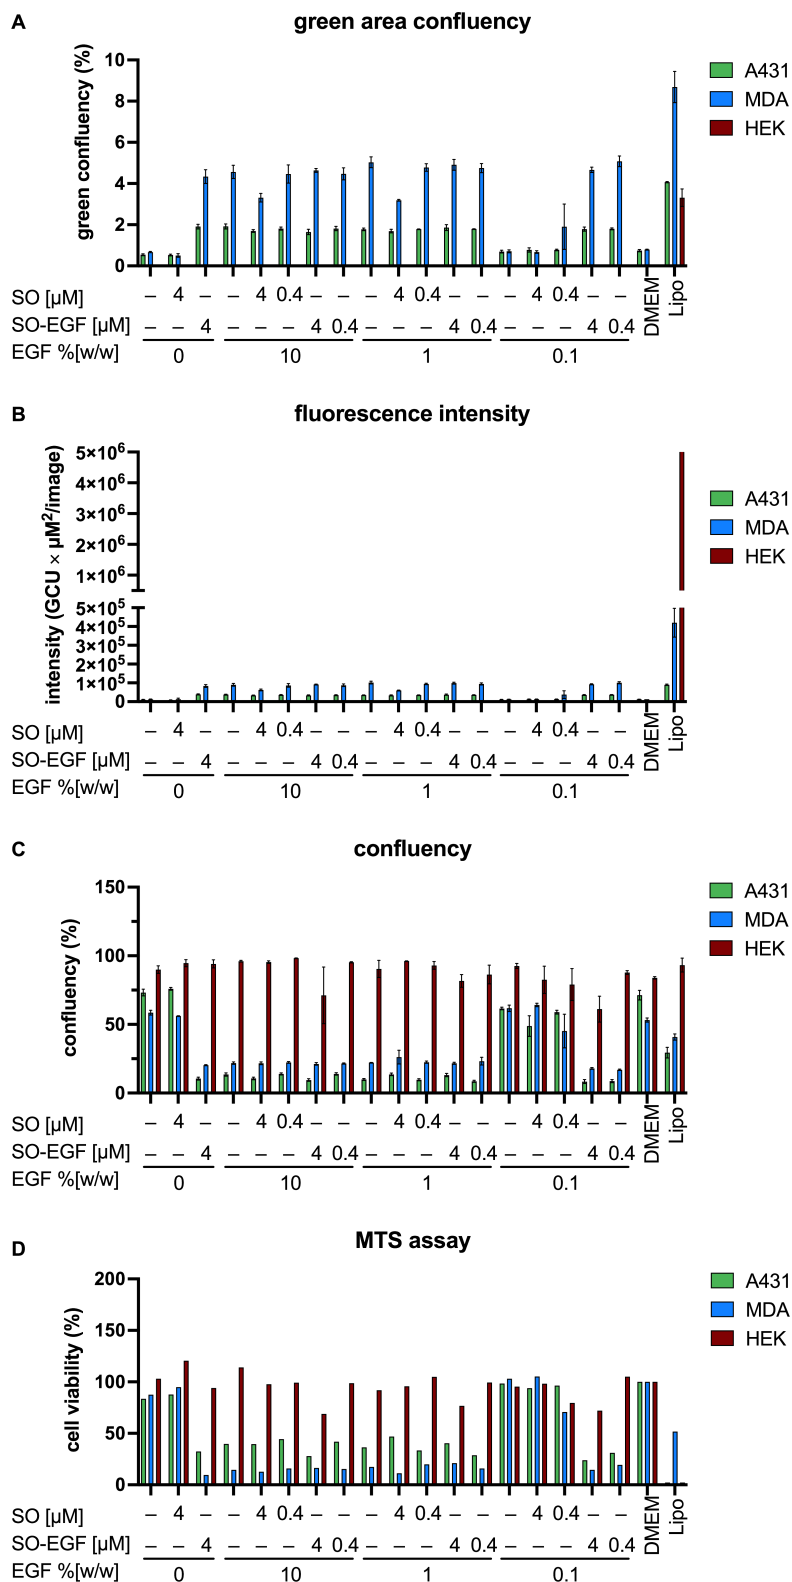 A
green area confluency
green confluency (%)
10
8
6
4
2
0
A431
MDA
HEK
SO [µM] – 4 – – 4 0.4 – – – 4 0.4 – – – 4 0.4 – –
SO-EGF [µM] – – 4 – – – 4 0.4 – – – 4 0.4 – – – 4 0.4
EGF %[w/w] 0 10 1 0.1
DMEM
Lipo
B
fluorescence intensity
intensity (GCU × µM²/image)
5×10⁶
4×10⁶
3×10⁶
2×10⁶
1×10⁶
5×10⁵
4×10⁵
3×10⁵
2×10⁵
1×10⁵
0
A431
MDA
HEK
SO [µM] – 4 – – 4 0.4 – – – 4 0.4 – – – 4 0.4 – –
SO-EGF [µM] – – 4 – – – 4 0.4 – – – 4 0.4 – – – 4 0.4
EGF %[w/w] 0 10 1 0.1
DMEM
Lipo
C
confluency
confluency (%)
150
100
50
0
A431
MDA
HEK
SO [µM] – 4 – – 4 0.4 – – – 4 0.4 – – – 4 0.4 – –
SO-EGF [µM] – – 4 – – – 4 0.4 – – – 4 0.4 – – – 4 0.4
EGF %[w/w] 0 10 1 0.1
DMEM
Lipo
D
MTS assay
cell viability (%)
200
150
100
50
0
A431
MDA
HEK
SO [µM] – 4 – – 4 0.4 – – – 4 0.4 – – – 4 0.4 – –
SO-EGF [µM] – – 4 – – – 4 0.4 – – – 4 0.4 – – – 4 0.4
EGF %[w/w] 0 10 1 0.1
DMEM
Lipo